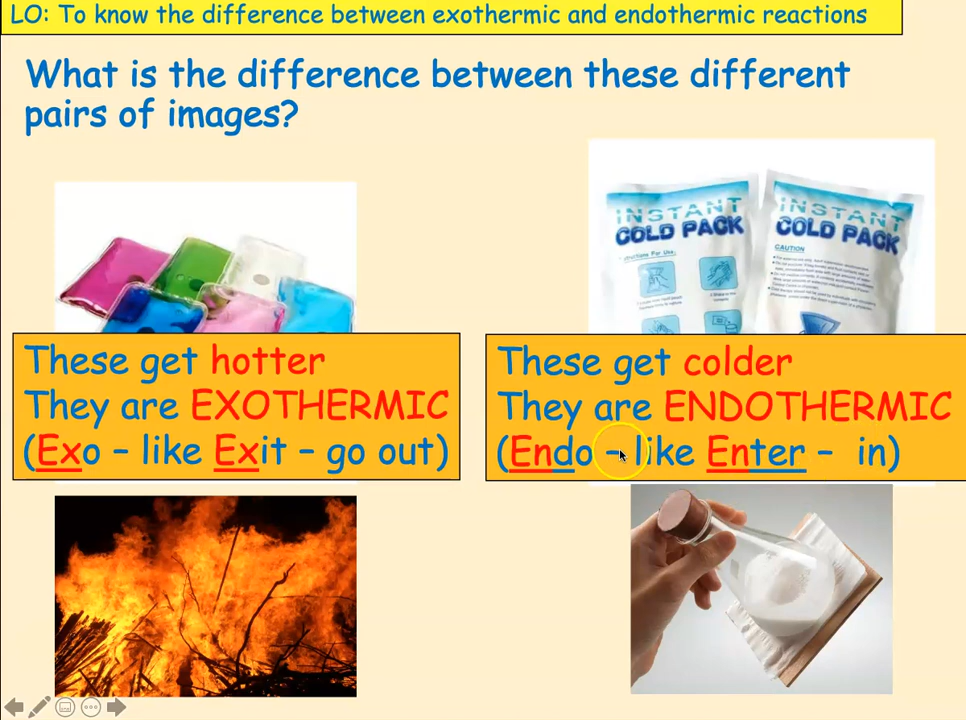 LO: To know the difference between exothermic and endothermic reactions
What is the difference between these different
pairs of images?
INSTANT
COLD PACK
INSTANT
COLD PACK
CAUTION
These get hotter
They are EXOTHERMIC
(Exo – like Exit – go out)
These get colder
They are ENDOTHERMIC
(Endo – like Enter – in)